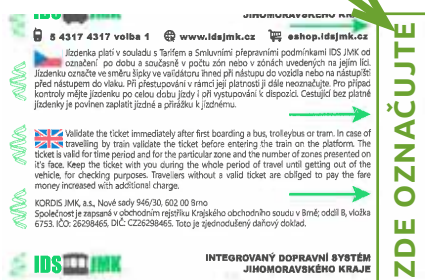 IDS JMK JIHOMORAVSKÉHO KRAJE
5 4317 4317 volba 1 www.idsjmk.cz eshop.idsjmk.cz
Jízdenka platí v souladu s Tarifem a Smluvními přepravními podmínkami IDS JMK od
označení po dobu a současně v počtu zón nebo v zónách uvedených na jejím líci.
Jízdenku označte ve směru šipky ve validátoru ihned při nástupu do vozidla nebo na nástupišti
před nástupem do vlaku. Při přestupování v rámci její platnosti ji dále neoznačujte. Pro případ
kontroly mějte jízdenku po celou dobu jízdy i při vystupování k dispozici. Cestující bez platné
jízdenky je povinen zaplatit jízdné a přirážku k jízdnému.
Validate the ticket immediately after first boarding a bus, trolleybus or tram. In case of
travelling by train validate the ticket before entering the train on the platform. The
ticket is valid for time period and for the particular zone and the number of zones presented on
it's face. Keep the ticket with you during the whole period of travel until getting out of the
vehicle, for checking purposes. Travellers without a valid ticket are obliged to pay the fare
money increased with additional charge.
KORDIS JMK, a.s., Nové sady 946/30, 602 00 Brno
Společnost je zapsaná v obchodním rejstříku Krajského obchodního soudu v Brně; oddíl B, vložka
6753. IČO: 26298465, DIČ: CZ26298465. Toto je zjednodušený daňový doklad.
IDS JMK INTEGROVANÝ DOPRAVNÍ SYSTÉM
JIHOMORAVSKÉHO KRAJE
ZDE OZNAČUJTE